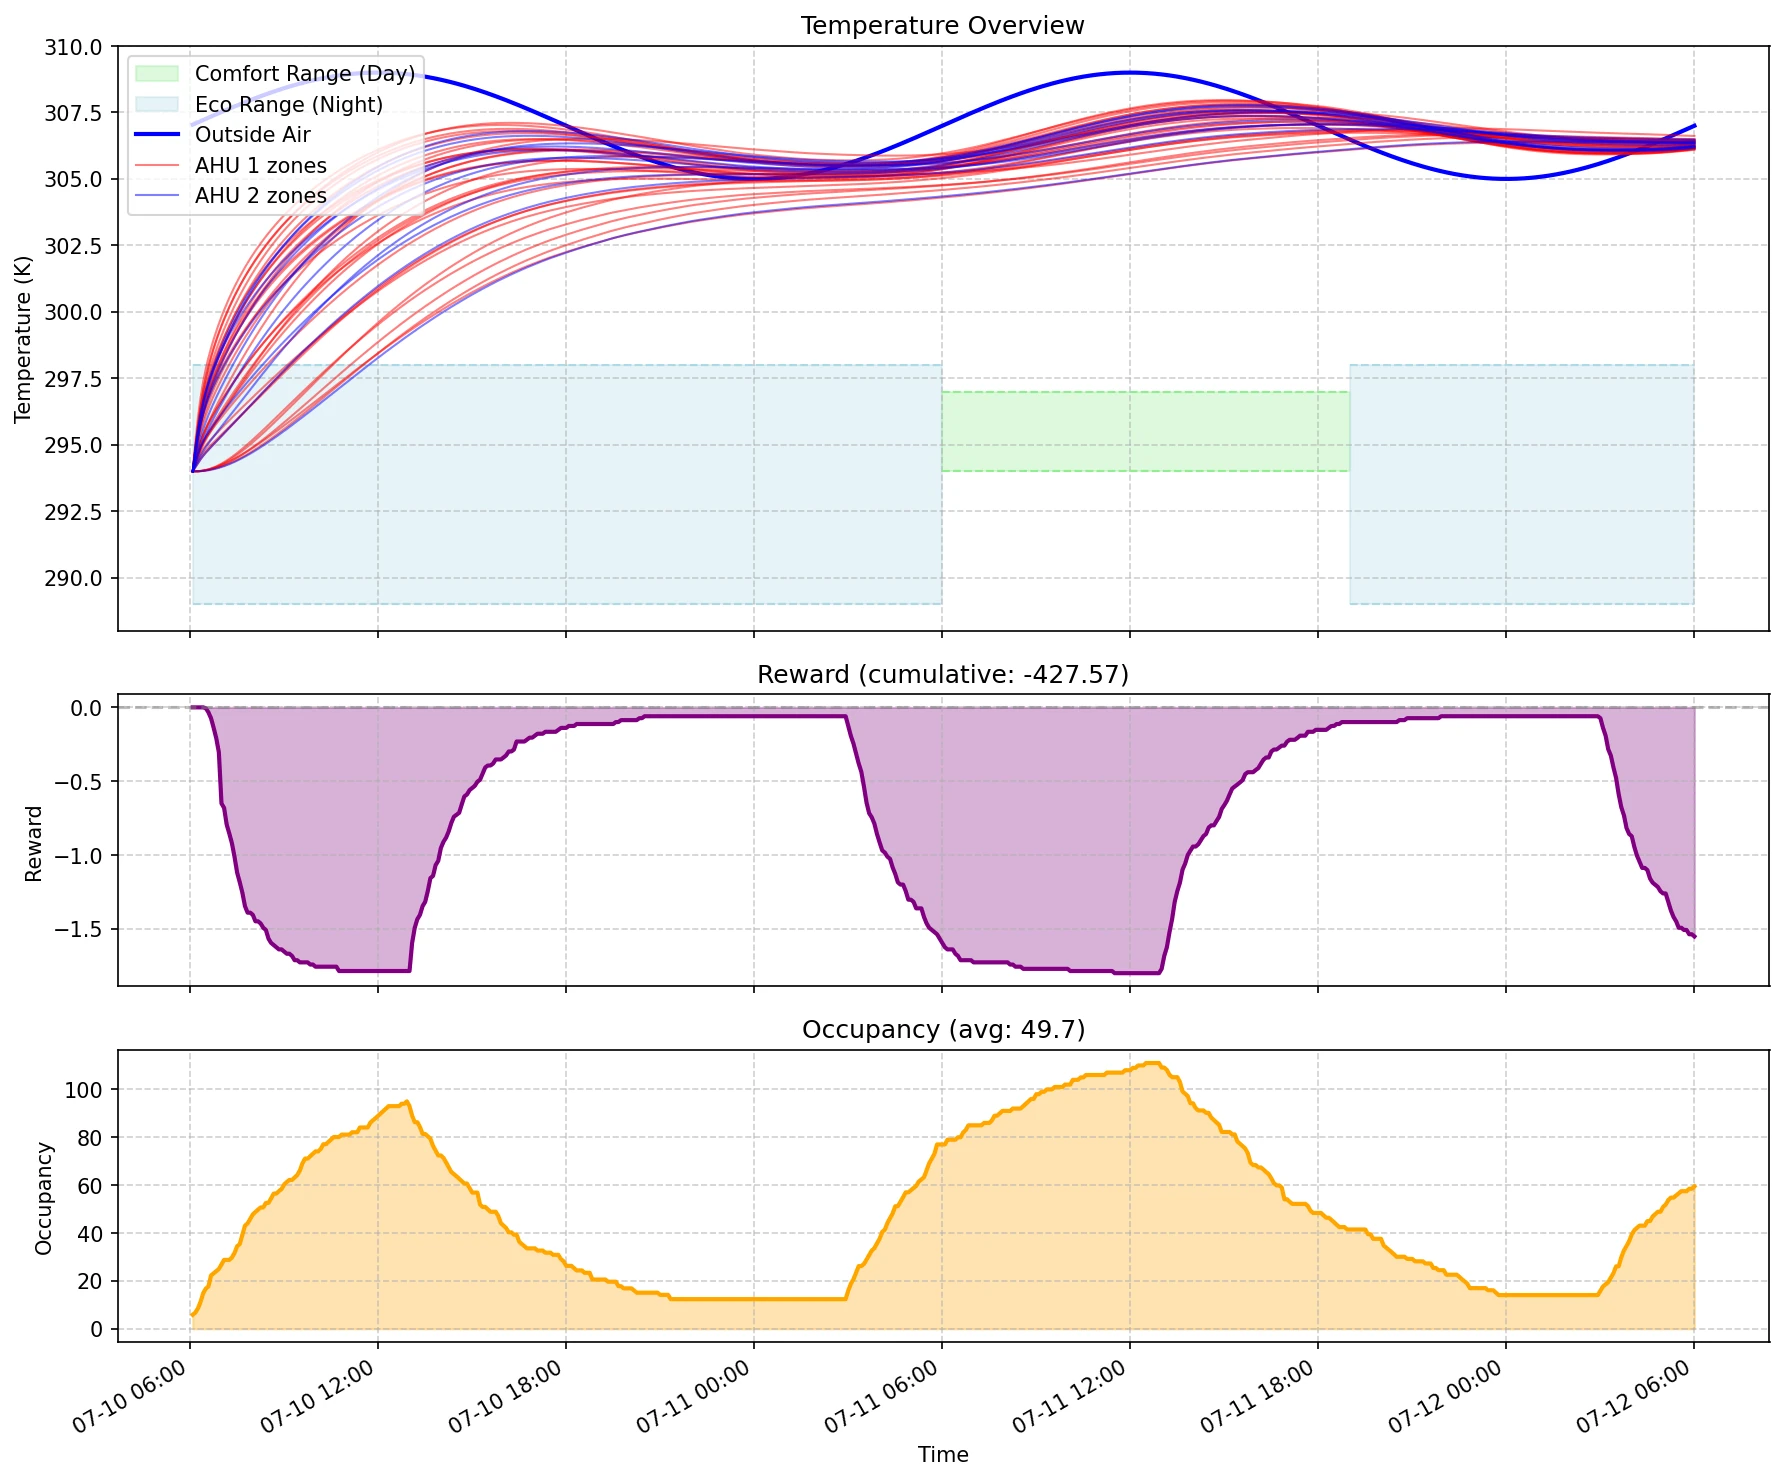 Temperature Overview
310.0
307.5
305.0
302.5
300.0
297.5
295.0
292.5
290.0
Temperature (K)
Comfort Range (Day)
Eco Range (Night)
Outside Air
AHU 1 zones
AHU 2 zones
Reward (cumulative: -427.57)
0.0
−0.5
−1.0
−1.5
Reward
Occupancy (avg: 49.7)
100
80
60
40
20
0
Occupancy
07-10 06:00
07-10 12:00
07-10 18:00
07-11 00:00
07-11 06:00
07-11 12:00
07-11 18:00
07-12 00:00
07-12 06:00
Time